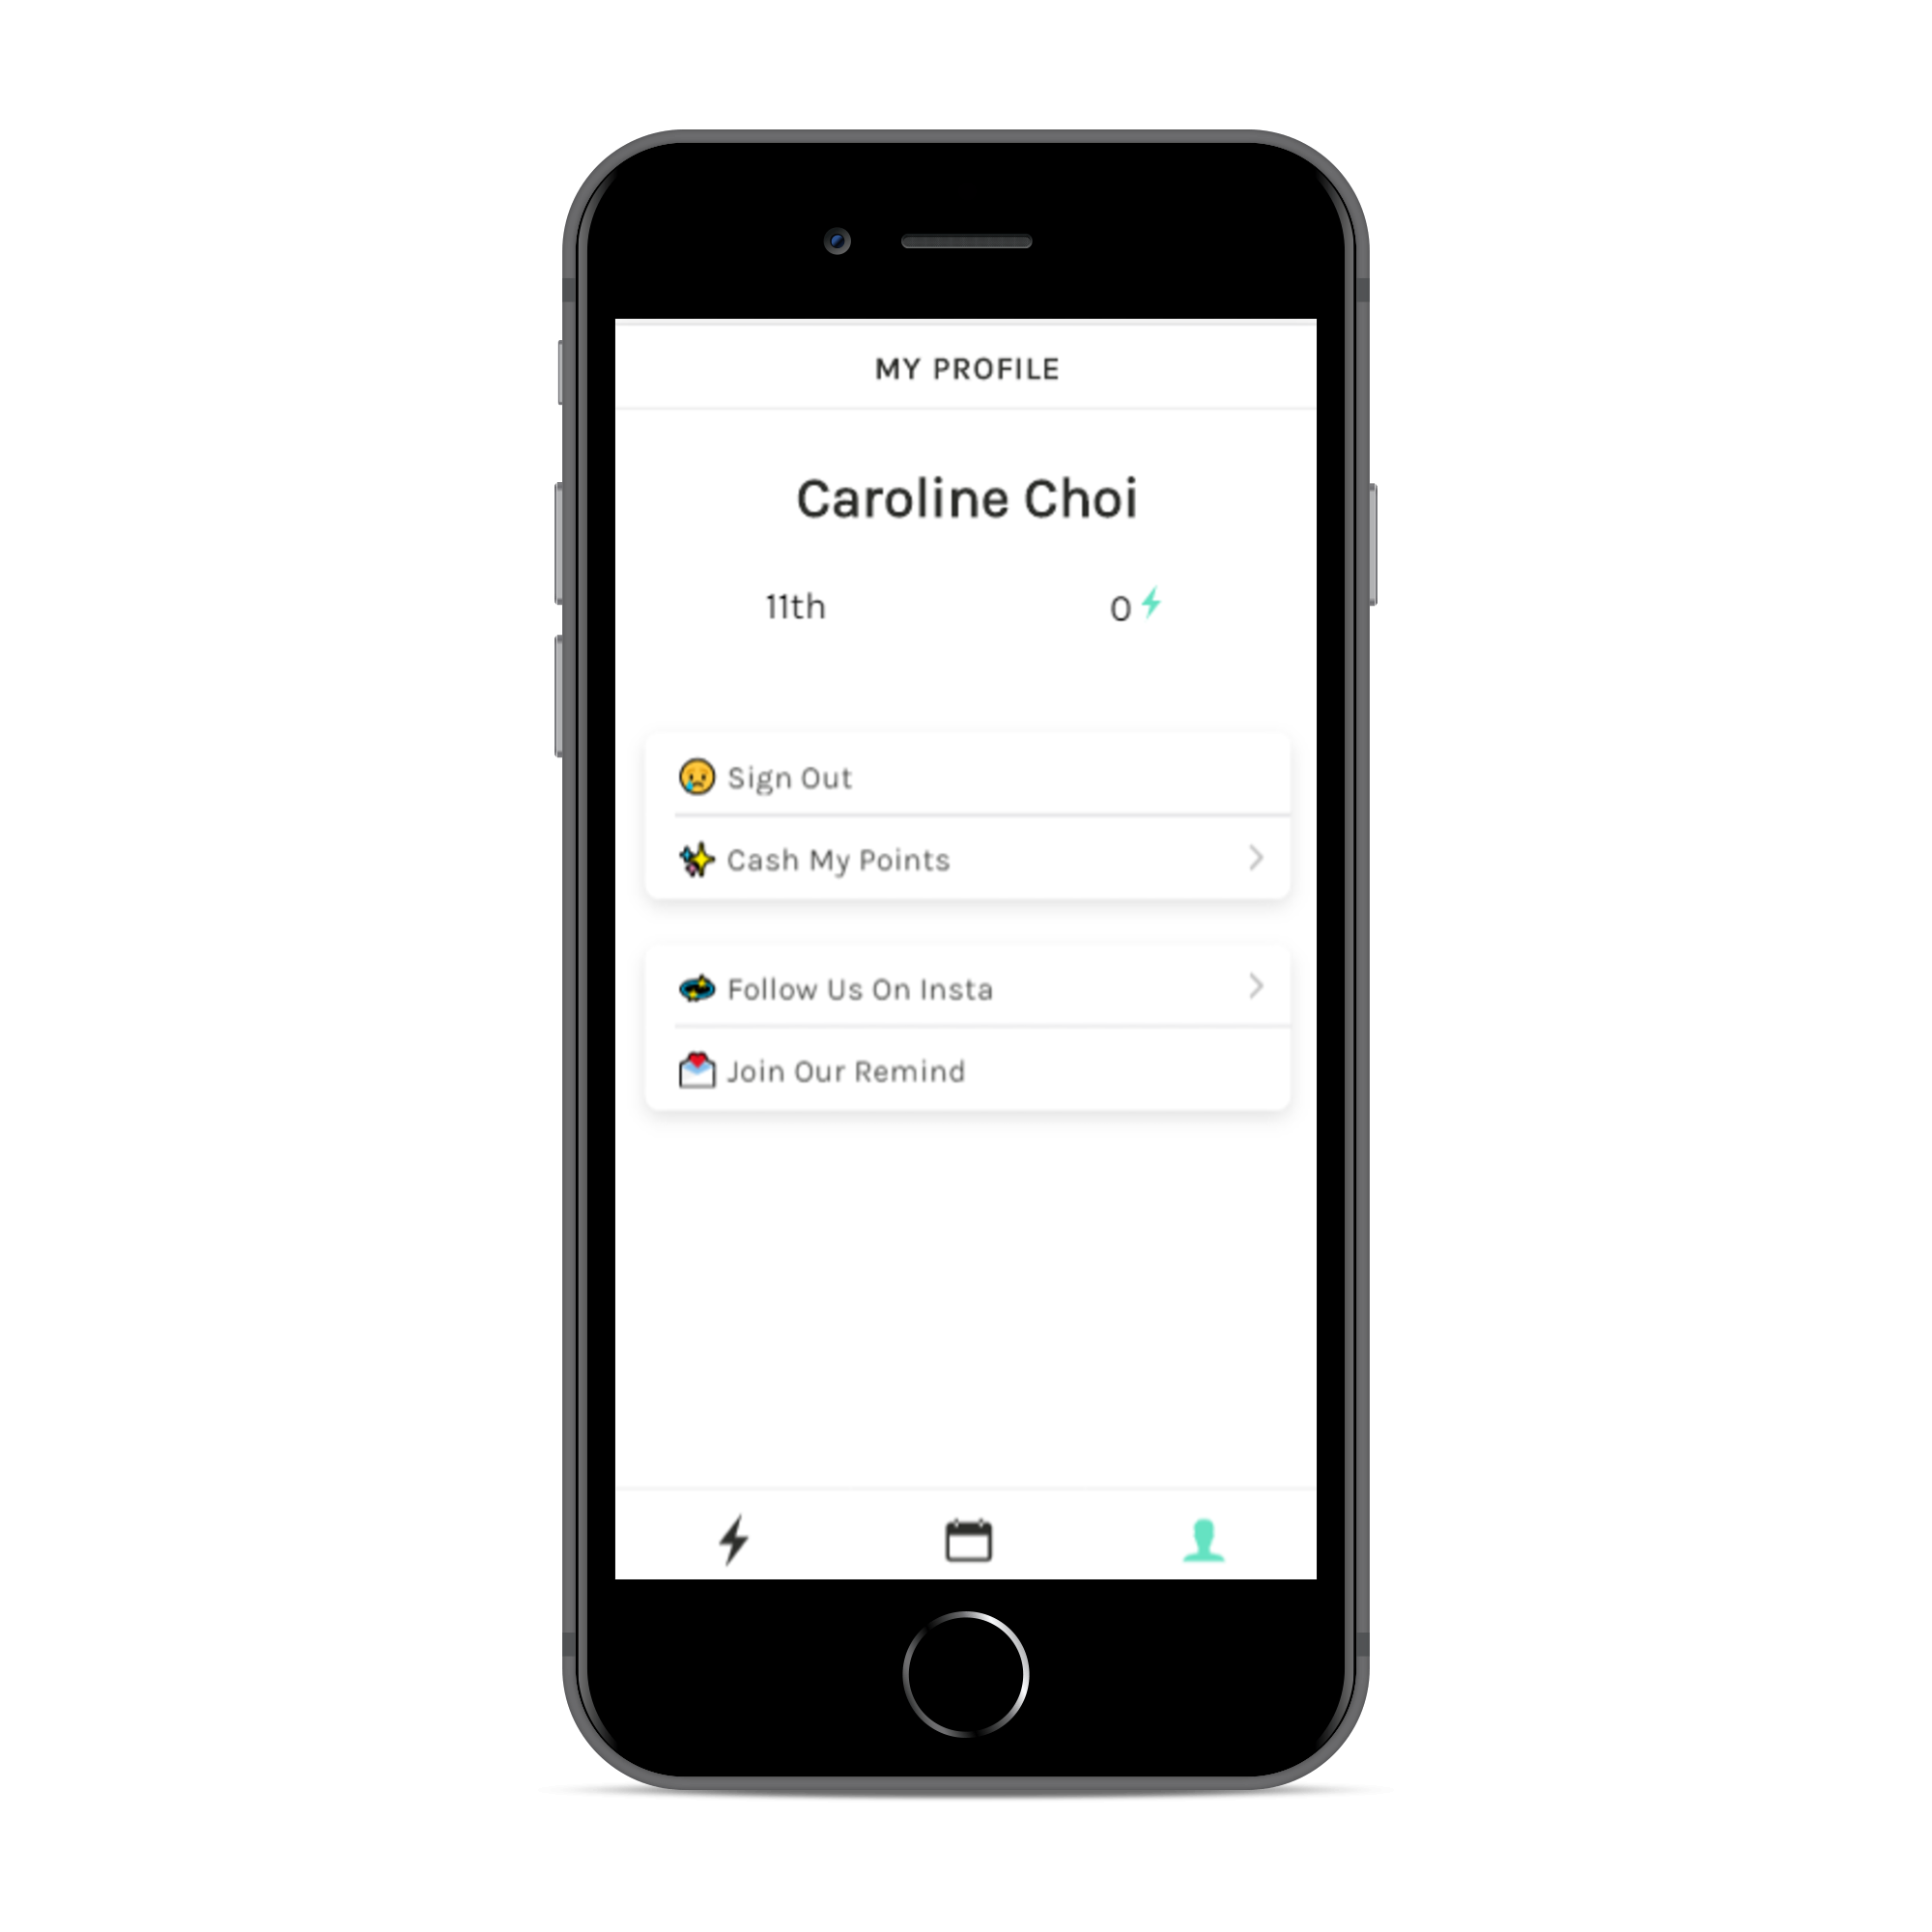 MY PROFILE
Caroline Choi
11th
0
Sign Out
Cash My Points
Follow Us On Insta
Join Our Remind